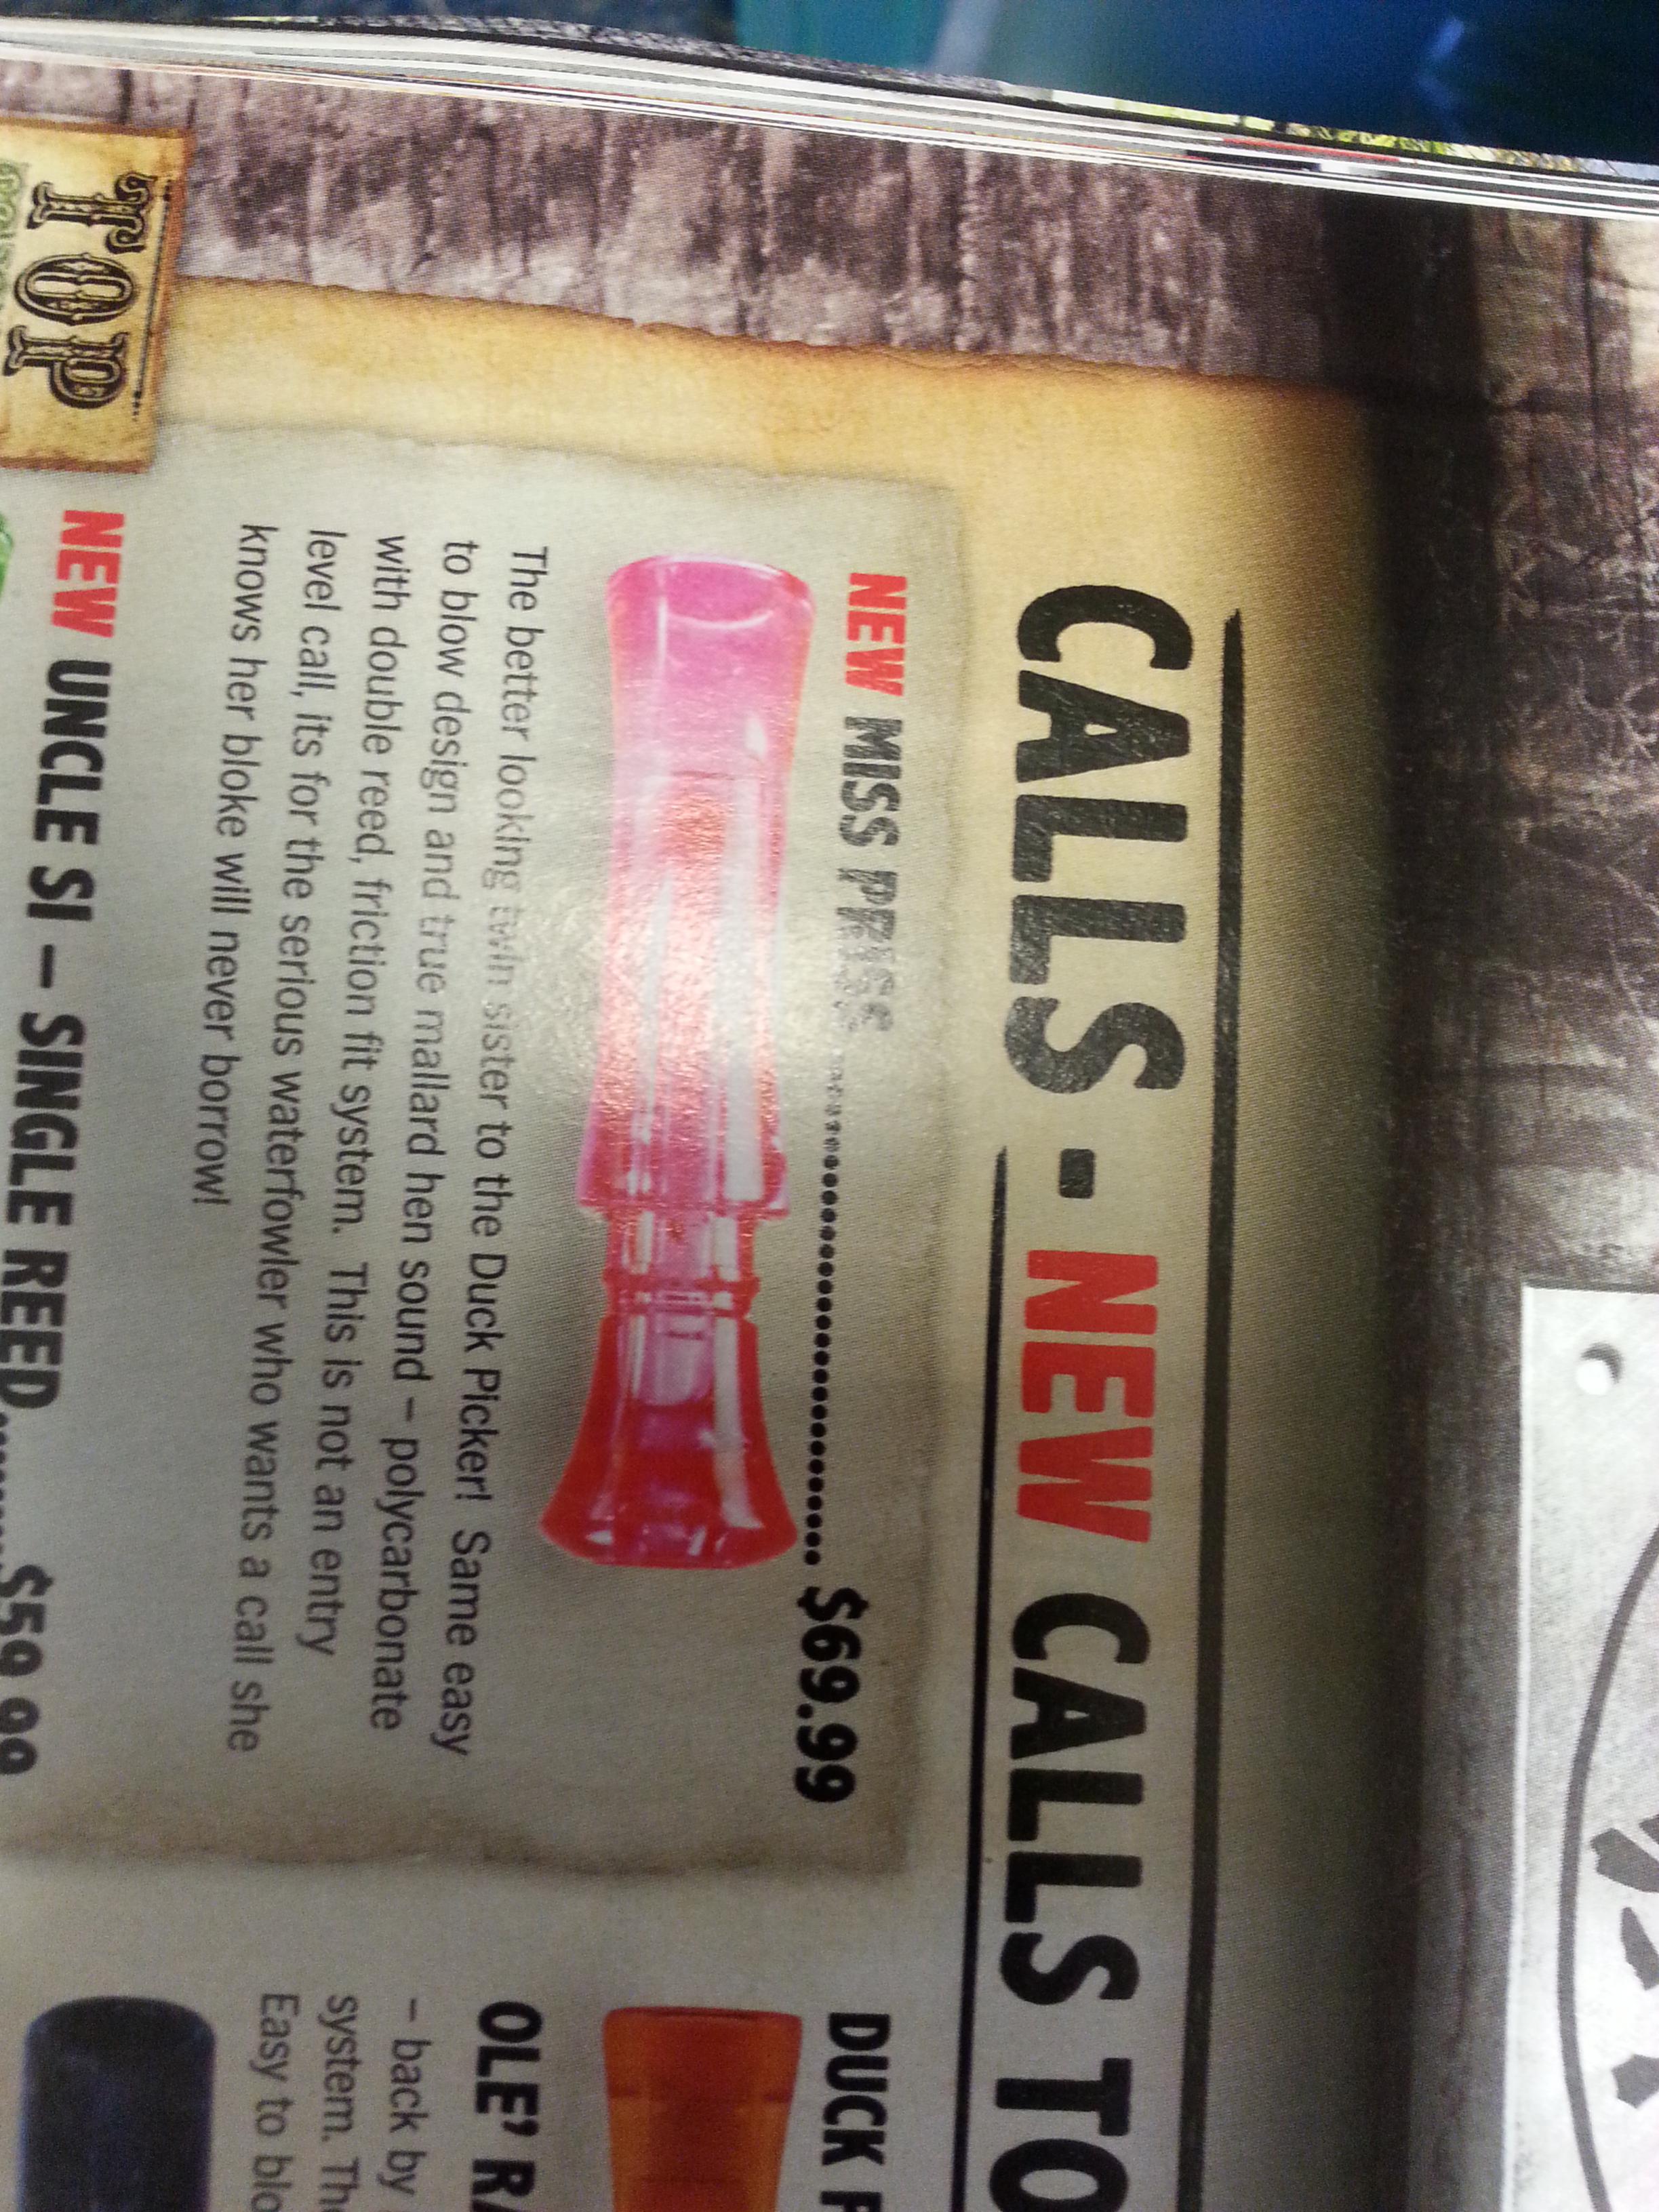 CALLS - NEW CALLS TO
NEW MISS PRISS ........ $69.99
The better looking twin sister to the Duck Picker! Same easy
to blow design and true mallard hen sound – polycarbonate
with double reed, friction fit system. This is not an entry
level call, its for the serious waterfowler who wants a call she
knows her bloke will never borrow!
TOP
NEW UNCLE SI – SINGLE REED ........ $59.99
DUCK
OLE'
– back by
system.
Easy to